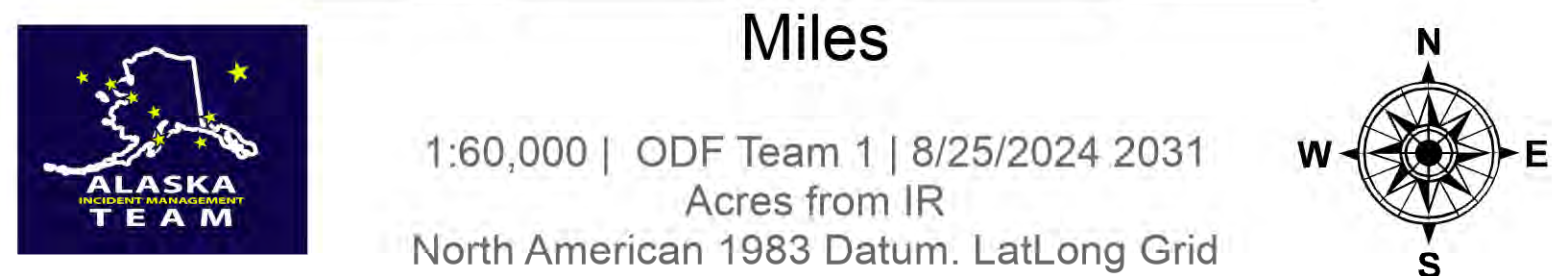 Miles
ALASKA
INCIDENT MANAGEMENT
TEAM
1:60,000 | ODF Team 1 | 8/25/2024 2031
Acres from IR
North American 1983 Datum. LatLong Grid
N
W
E
S